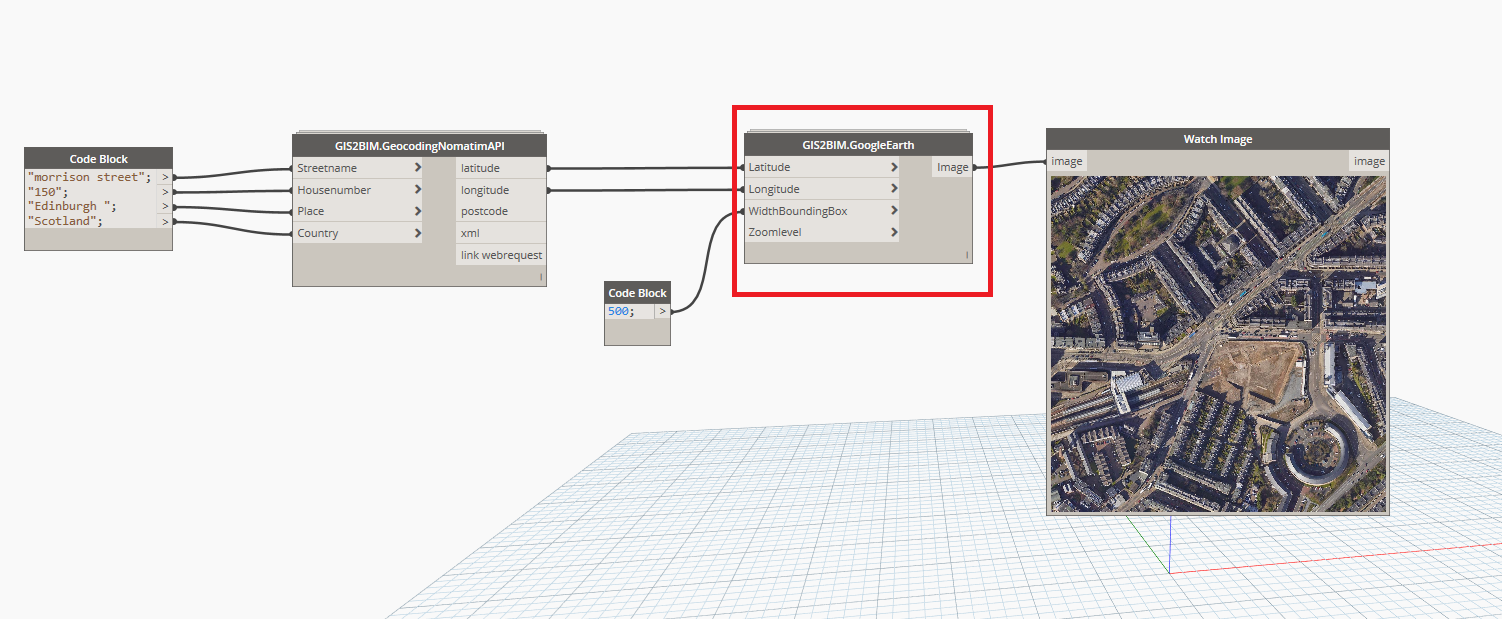 Code Block
"morrison street"; >
"150"; >
"Edinburgh "; >
"Scotland"; >
GIS2BIM.GeocodingNomatimAPI
Streetname > latitude
Housenumber > longitude
Place > postcode
Country > xml
link webrequest
I
Code Block
500; >
GIS2BIM.GoogleEarth
Latitude > Image
Longitude >
WidthBoundingBox >
Zoomlevel >
I
Watch Image
image image